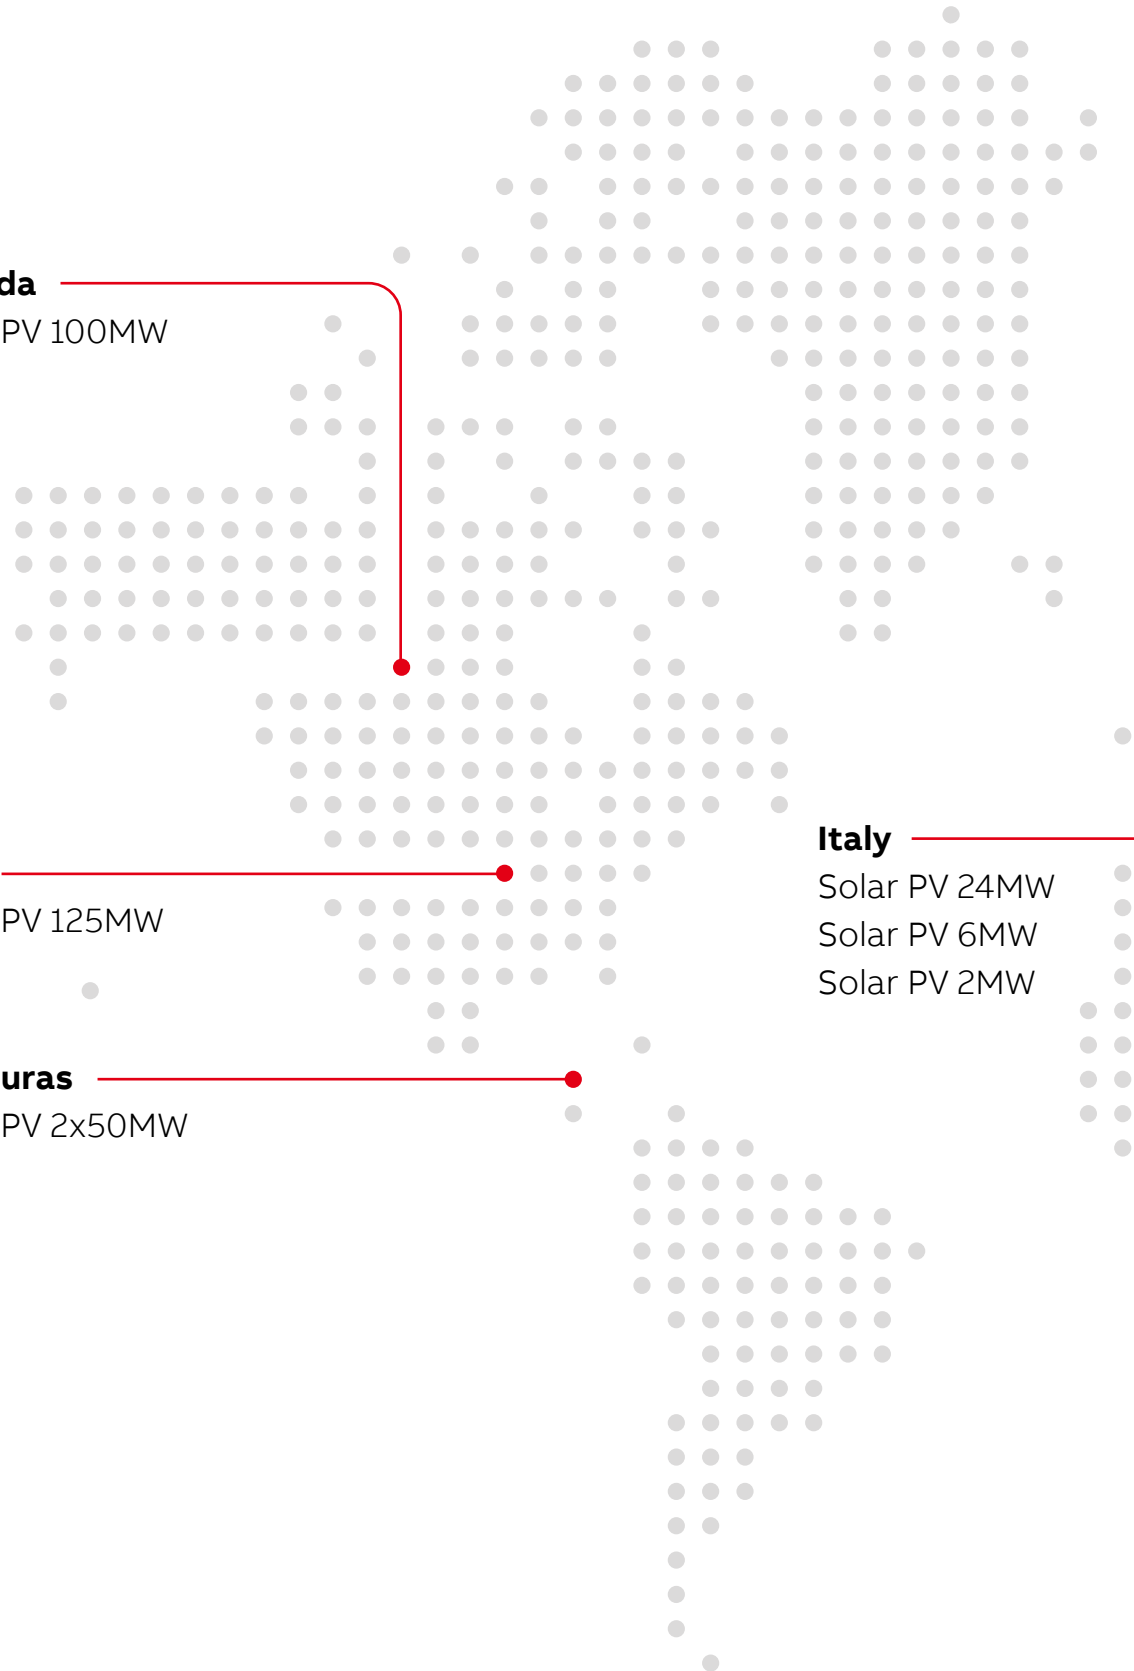 da
PV 100MW
PV 125MW
uras
PV 2x50MW
Italy
Solar PV 24MW
Solar PV 6MW
Solar PV 2MW